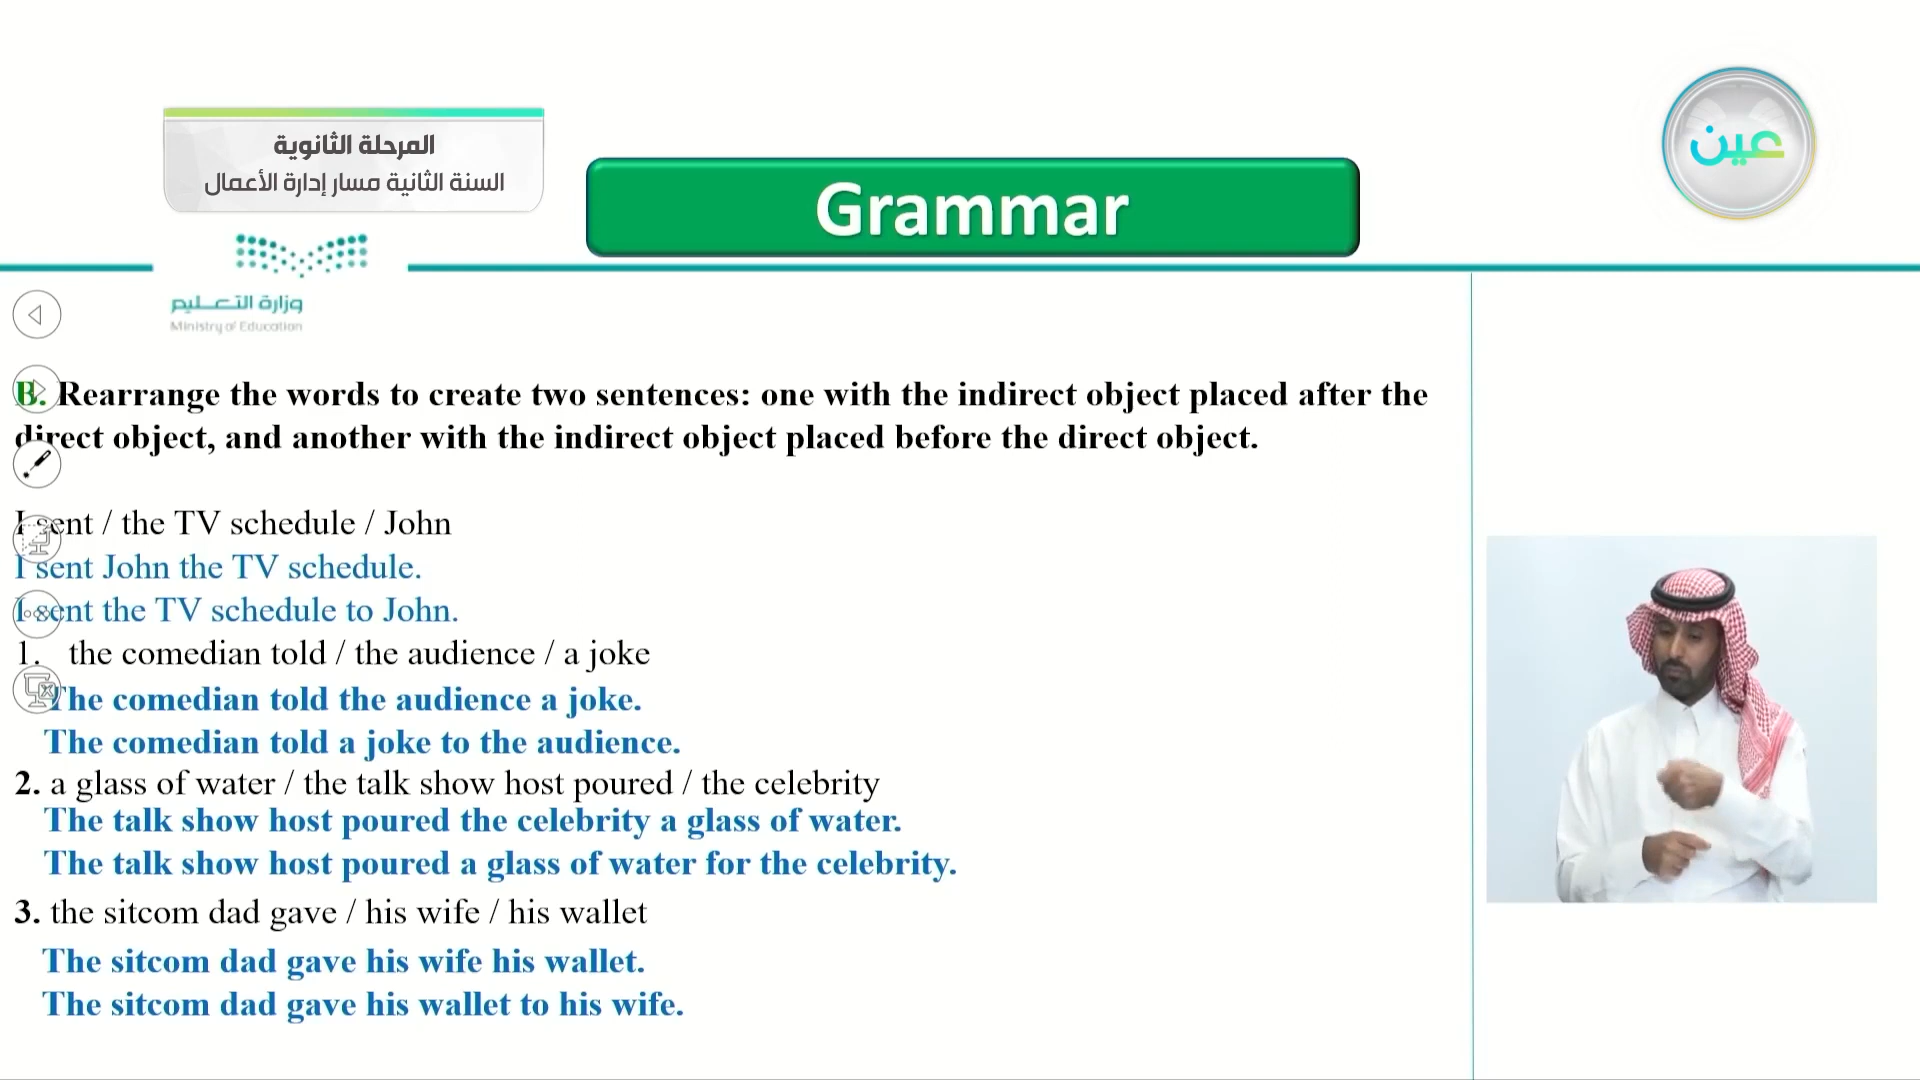 المرحلة الثانوية
السنة الثانية مسار إدارة الأعمال
عين
Grammar
وزارة التعليم
Ministry of Education
B. Rearrange the words to create two sentences: one with the indirect object placed after the
direct object, and another with the indirect object placed before the direct object.
I sent / the TV schedule / John
I sent John the TV schedule.
I sent the TV schedule to John.
1. the comedian told / the audience / a joke
The comedian told the audience a joke.
The comedian told a joke to the audience.
2. a glass of water / the talk show host poured / the celebrity
The talk show host poured the celebrity a glass of water.
The talk show host poured a glass of water for the celebrity.
3. the sitcom dad gave / his wife / his wallet
The sitcom dad gave his wife his wallet.
The sitcom dad gave his wallet to his wife.